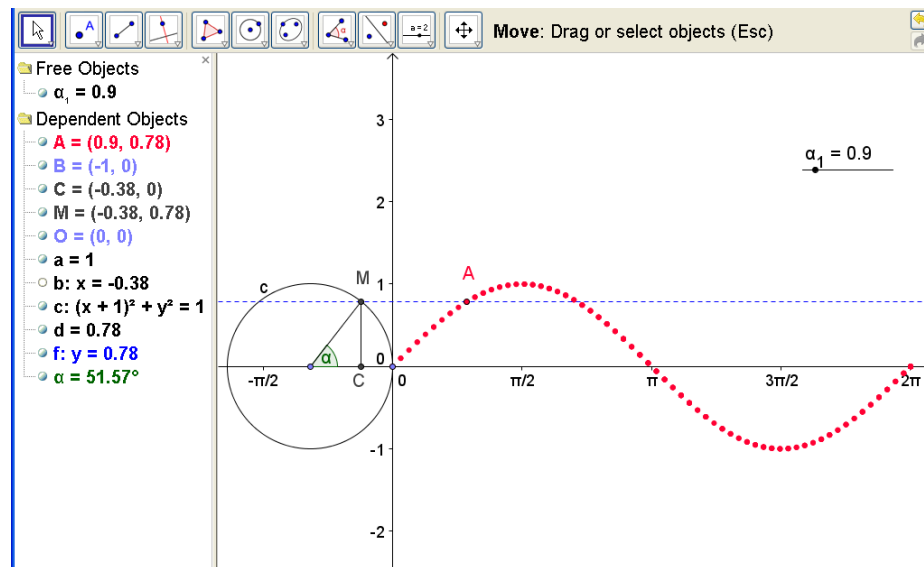 A
α
a=2
Move: Drag or select objects (Esc)
Free Objects
α₁ = 0.9
Dependent Objects
A = (0.9, 0.78)
B = (-1, 0)
C = (-0.38, 0)
M = (-0.38, 0.78)
O = (0, 0)
a = 1
b: x = -0.38
c: (x + 1)² + y² = 1
d = 0.78
f: y = 0.78
α = 51.57°
3
α₁ = 0.9
2
M
A
c
1
α
0
C
-π/2
0
π/2
π
3π/2
2π
-1
-2